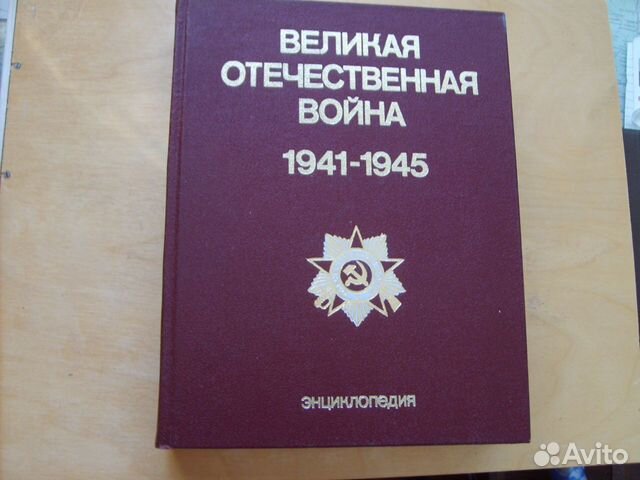 ВЕЛИКАЯ
ОТЕЧЕСТВЕННАЯ
ВОЙНА
1941-1945
ЭНЦИКЛОПЕДИЯ
Avito